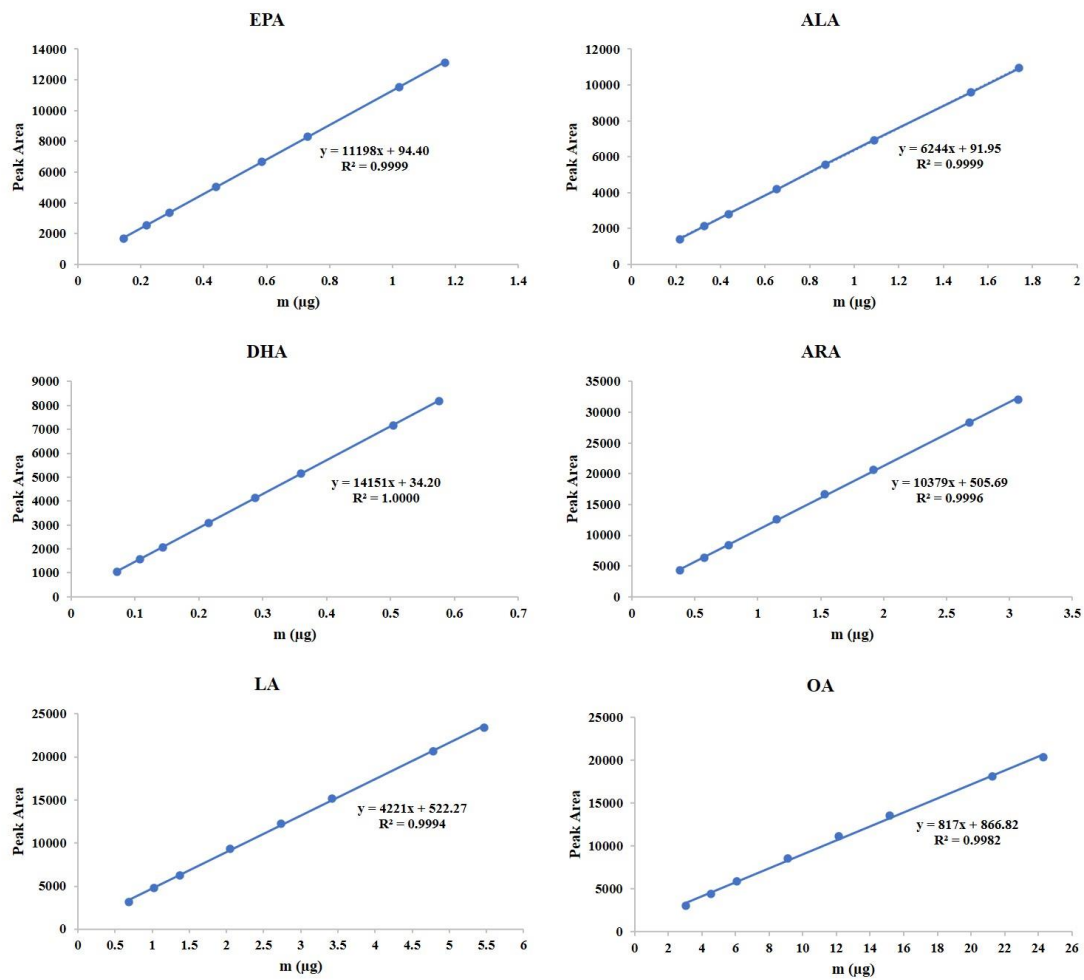 EPA
14000
12000
10000
8000
6000
4000
2000
0
Peak Area
y = 11198x + 94.40
R² = 0.9999
0 0.2 0.4 0.6 0.8 1 1.2 1.4
m (µg)
ALA
12000
10000
8000
6000
4000
2000
0
Peak Area
y = 6244x + 91.95
R² = 0.9999
0 0.2 0.4 0.6 0.8 1 1.2 1.4 1.6 1.8 2
m (µg)
DHA
9000
8000
7000
6000
5000
4000
3000
2000
1000
0
Peak Area
y = 14151x + 34.20
R² = 1.0000
0 0.1 0.2 0.3 0.4 0.5 0.6 0.7
m (µg)
ARA
35000
30000
25000
20000
15000
10000
5000
0
Peak Area
y = 10379x + 505.69
R² = 0.9996
0 0.5 1 1.5 2 2.5 3 3.5
m (µg)
LA
25000
20000
15000
10000
5000
0
Peak Area
y = 4221x + 522.27
R² = 0.9994
0 0.5 1 1.5 2 2.5 3 3.5 4 4.5 5 5.5 6
m (µg)
OA
25000
20000
15000
10000
5000
0
Peak Area
y = 817x + 866.82
R² = 0.9982
0 2 4 6 8 10 12 14 16 18 20 22 24 26
m (µg)